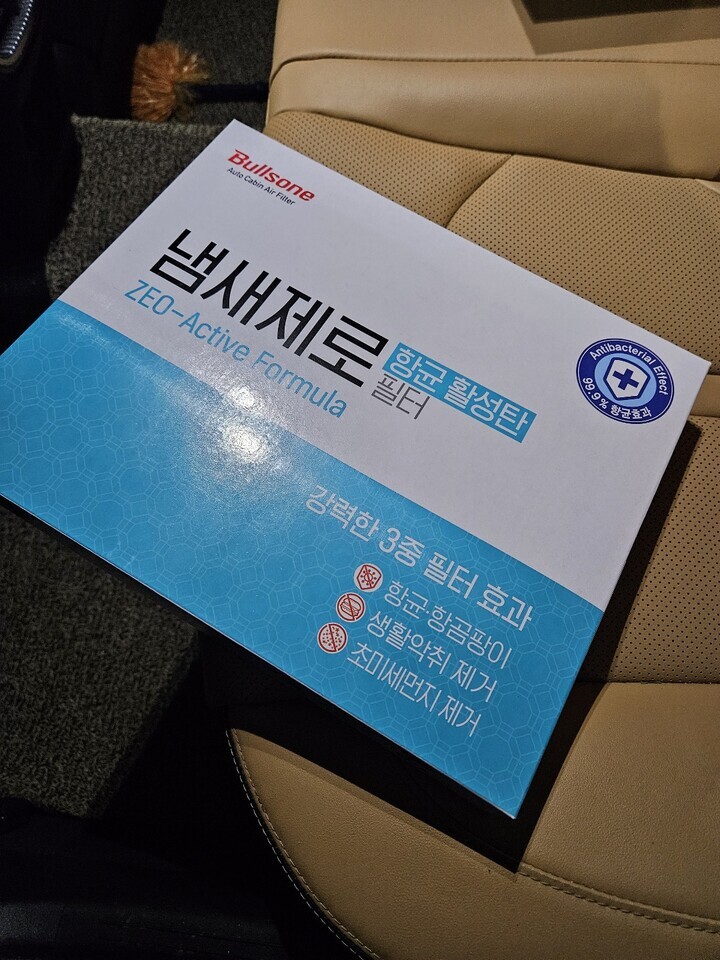 Bullsone
Auto Cabin Air Filter
냄새제로 항균 활성탄
필터
ZEO-Active Formula
Antibacterial Effect
99.9% 항균효과
강력한 3중 필터 효과
항균·항곰팡이
생활악취 제거
초미세먼지 제거